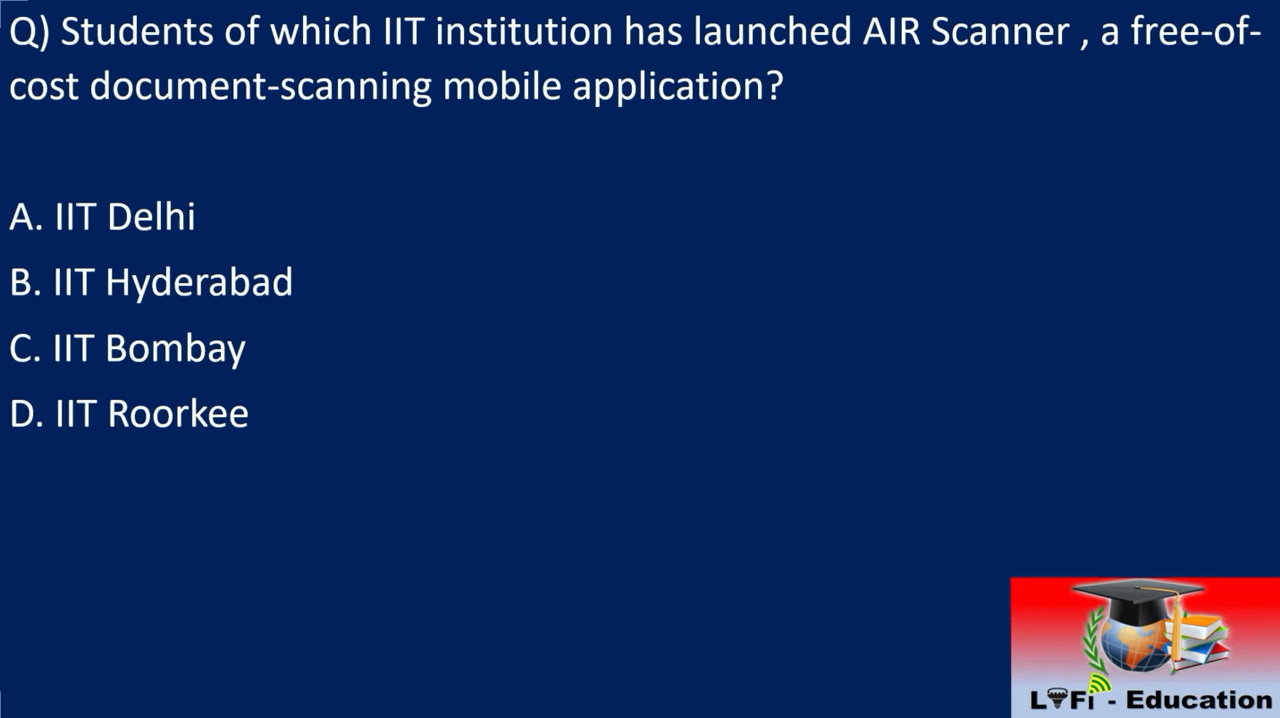 Q) Students of which IIT institution has launched AIR Scanner , a free-of-
cost document-scanning mobile application?
A. IIT Delhi
B. IIT Hyderabad
C. IIT Bombay
D. IIT Roorkee
LiFi - Education